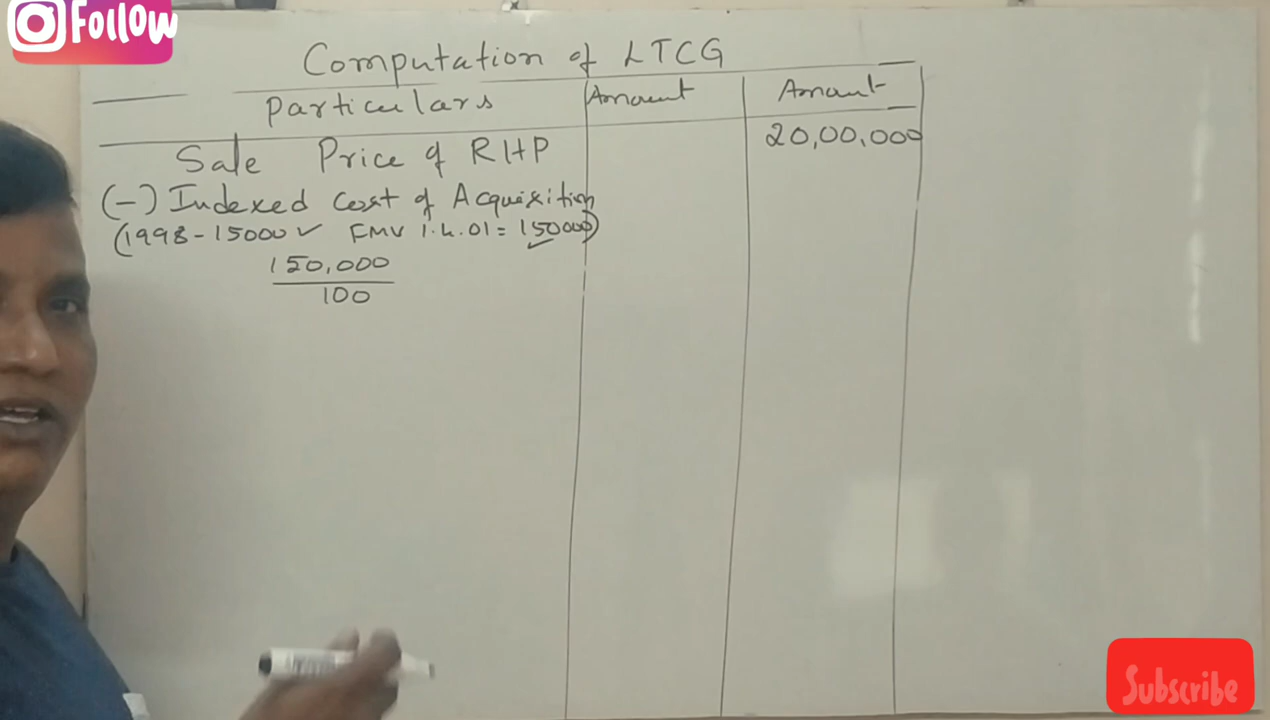 Follow
Computation of LTCG
Particulars Amount Amount
Sale Price of RHP 20,00,000
(-) Indexed Cost of Acquisition
(1998 - 15000 ✓ FMV 1.4.01 = 150000)
150,000
100
Subscribe